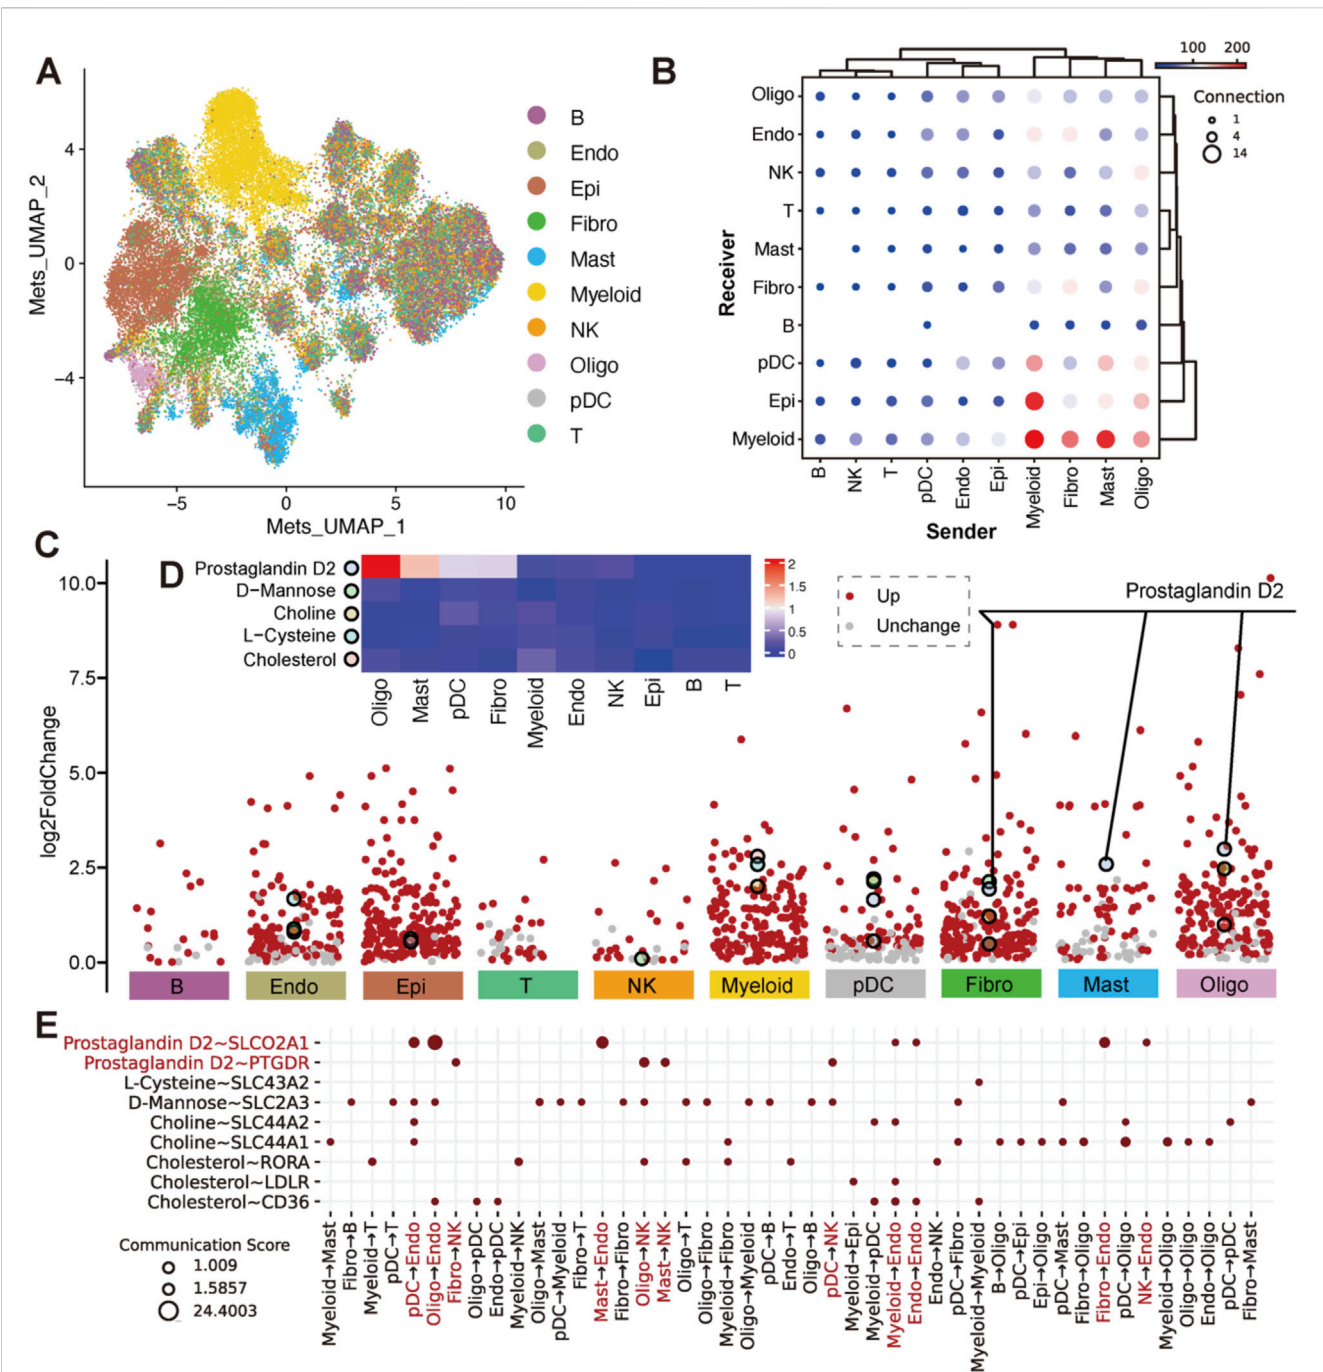 A
Mets_UMAP_2
4
0
−4
−5
0
5
10
Mets_UMAP_1
B
Endo
Epi
Fibro
Mast
Myeloid
NK
Oligo
pDC
T
B
100
200
Connection
1
4
14
Receiver
Oligo
Endo
NK
T
Mast
Fibro
B
pDC
Epi
Myeloid
B
NK
T
pDC
Endo
Epi
Myeloid
Fibro
Mast
Oligo
Sender
C
log2FoldChange
10.0
7.5
5.0
2.5
0.0
D
Prostaglandin D2
D−Mannose
Choline
L−Cysteine
Cholesterol
Oligo
Mast
pDC
Fibro
Myeloid
Endo
NK
Epi
B
T
2
1.5
1
0.5
0
Up
Unchange
Prostaglandin D2
B
Endo
Epi
T
NK
Myeloid
pDC
Fibro
Mast
Oligo
E
Prostaglandin D2~SLCO2A1
Prostaglandin D2~PTGDR
L-Cysteine~SLC43A2
D-Mannose~SLC2A3
Choline~SLC44A2
Choline~SLC44A1
Cholesterol~RORA
Cholesterol~LDLR
Cholesterol~CD36
Communication Score
1.009
1.5857
24.4003
Myeloid→Mast
Fibro→B
Myeloid→T
pDC→T
pDC→Endo
Oligo→Endo
Fibro→NK
Oligo→pDC
Endo→pDC
Myeloid→NK
Oligo→Mast
pDC→Myeloid
Fibro→T
Mast→Endo
Fibro→Fibro
Oligo→NK
Mast→NK
Oligo→T
Oligo→Fibro
Myeloid→Fibro
Oligo→Myeloid
pDC→B
Endo→T
Oligo→B
pDC→NK
Myeloid→Epi
Myeloid→pDC
Myeloid→Endo
Endo→Endo
Endo→NK
pDC→Fibro
Myeloid→Myeloid
B→Oligo
pDC→Epi
Epi→Oligo
pDC→Mast
Fibro→Oligo
Fibro→Endo
pDC→Oligo
NK→Endo
Myeloid→Oligo
Oligo→Oligo
Endo→Oligo
pDC→pDC
Fibro→Mast